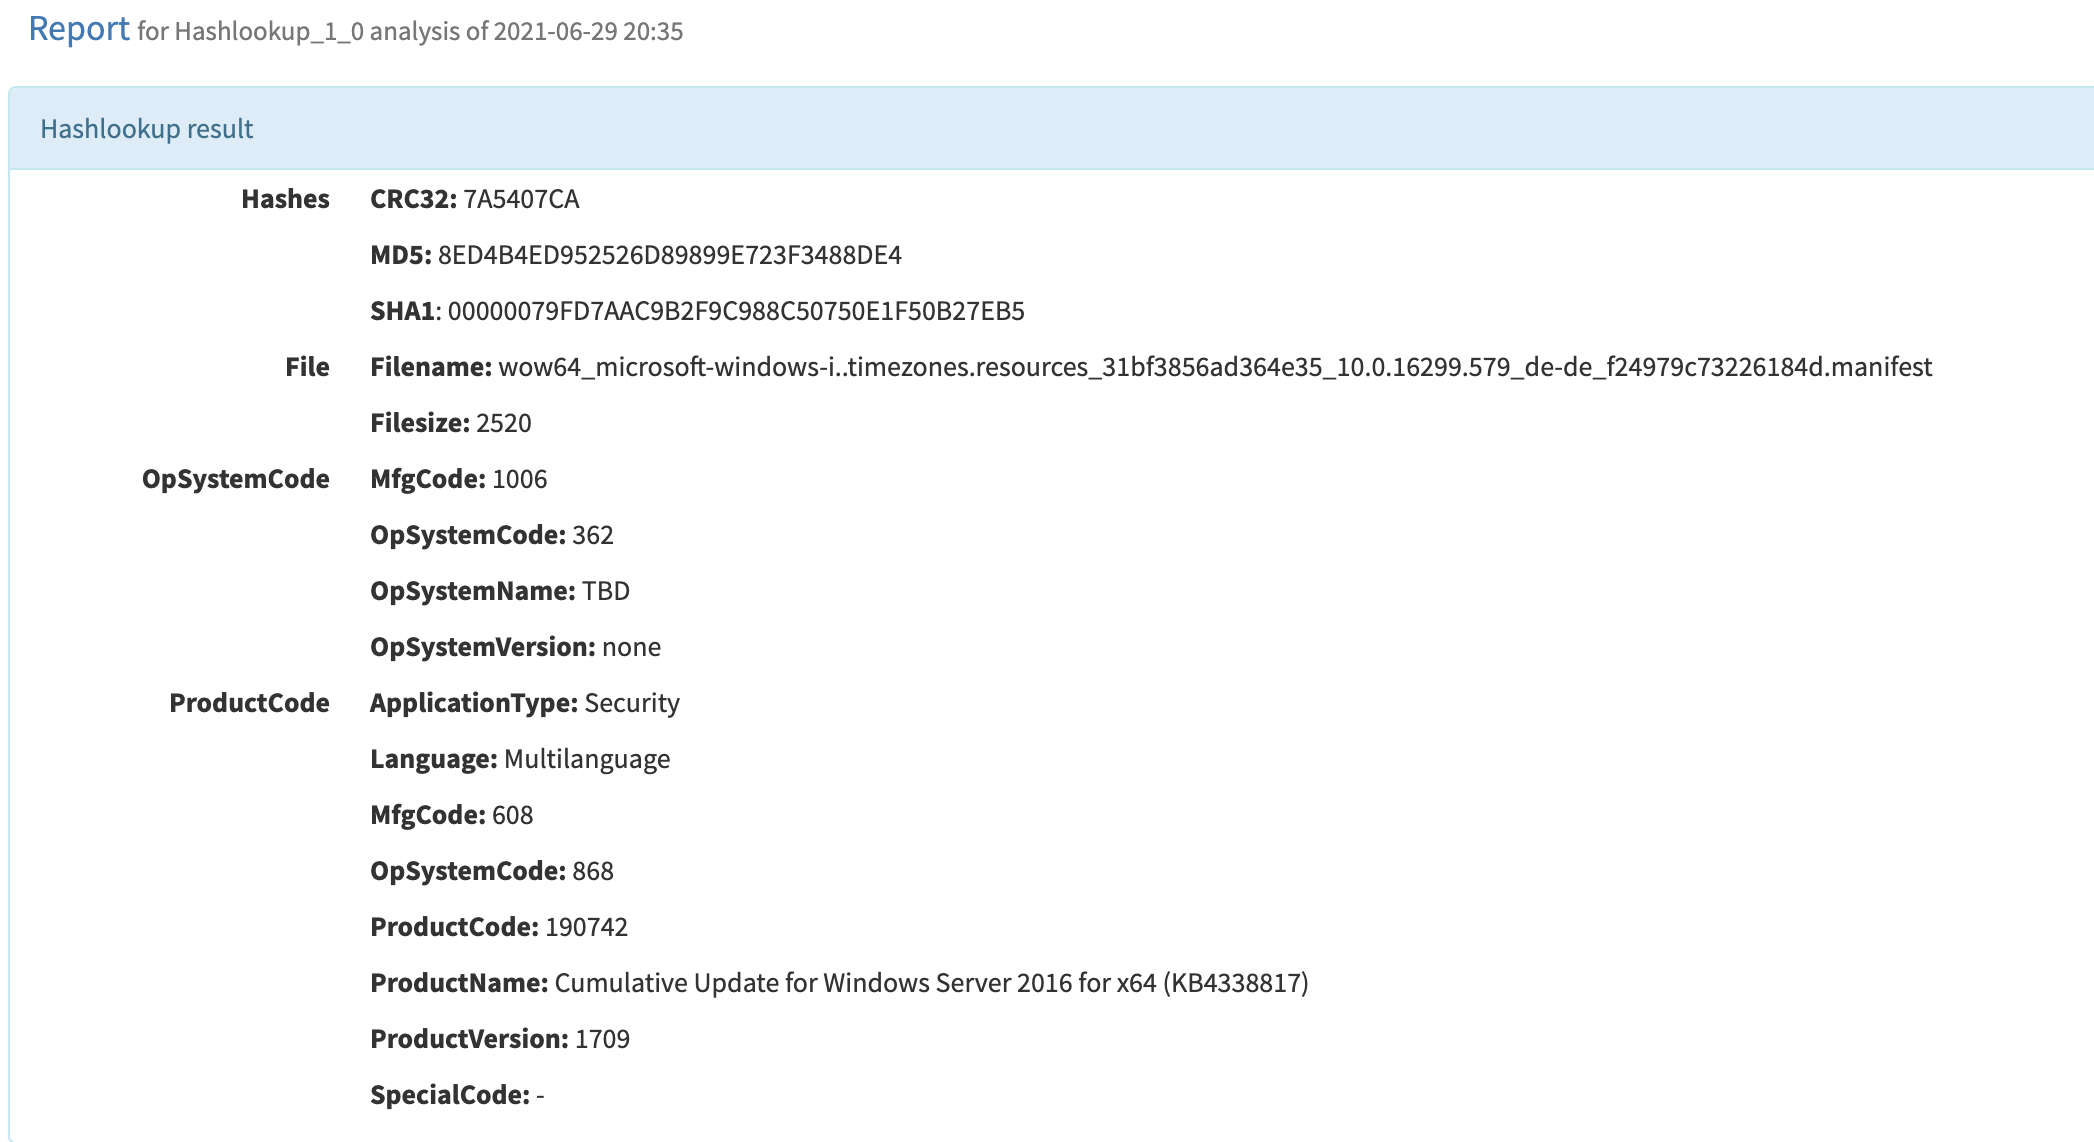 Report for Hashlookup_1_0 analysis of 2021-06-29 20:35
Hashlookup result
Hashes CRC32: 7A5407CA
MD5: 8ED4B4ED952526D89899E723F3488DE4
SHA1: 00000079FD7AAC9B2F9C988C50750E1F50B27EB5
File Filename: wow64_microsoft-windows-i..timezones.resources_31bf3856ad364e35_10.0.16299.579_de-de_f24979c73226184d.manifest
Filesize: 2520
OpSystemCode MfgCode: 1006
OpSystemCode: 362
OpSystemName: TBD
OpSystemVersion: none
ProductCode ApplicationType: Security
Language: Multilanguage
MfgCode: 608
OpSystemCode: 868
ProductCode: 190742
ProductName: Cumulative Update for Windows Server 2016 for x64 (KB4338817)
ProductVersion: 1709
SpecialCode: -